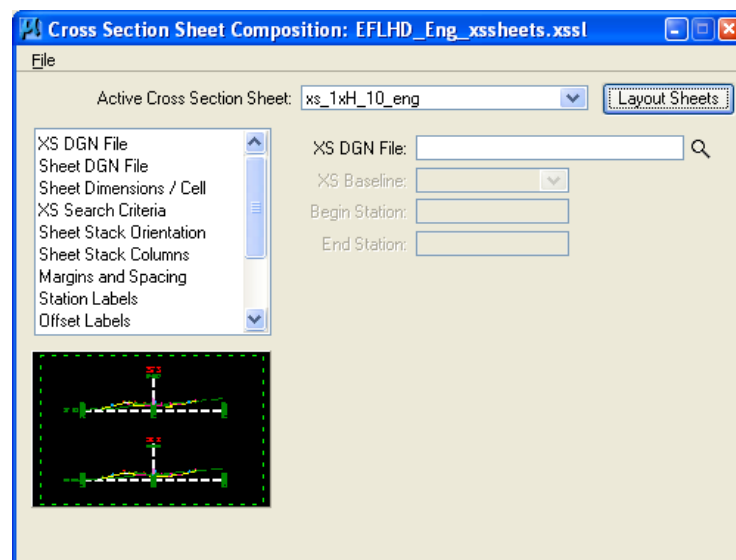 Cross Section Sheet Composition: EFLHD_Eng_xssheets.xssl
File
Active Cross Section Sheet: xs_1xH_10_eng Layout Sheets
XS DGN File
Sheet DGN File
Sheet Dimensions / Cell
XS Search Criteria
Sheet Stack Orientation
Sheet Stack Columns
Margins and Spacing
Station Labels
Offset Labels
XS DGN File:
XS Baseline:
Begin Station:
End Station: